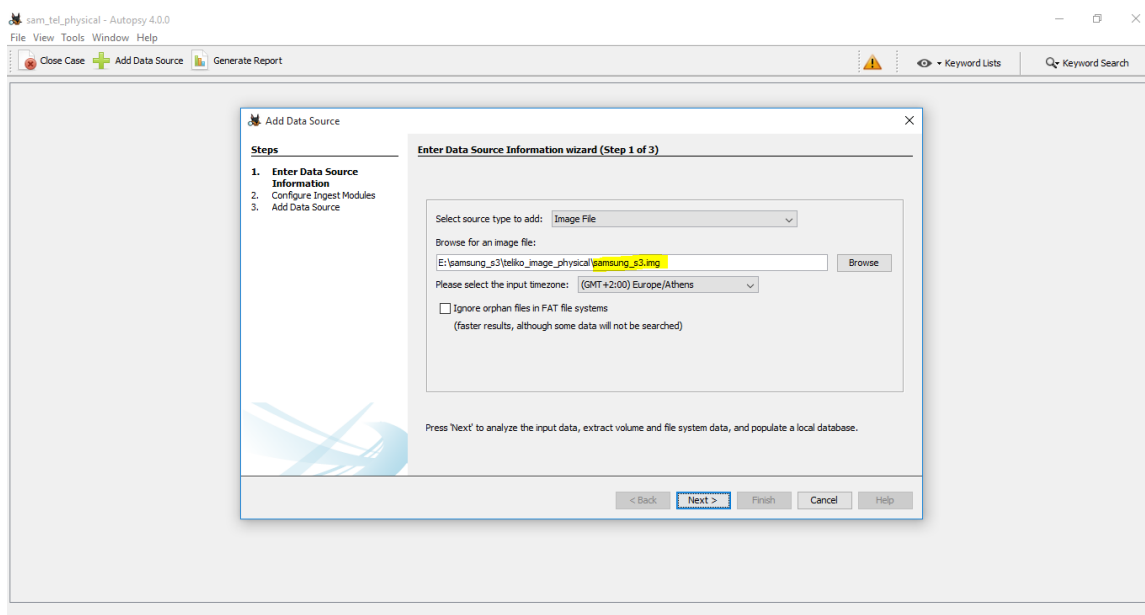 sam_tel_physical - Autopsy 4.0.0
File View Tools Window Help
Close Case Add Data Source Generate Report Keyword Lists Keyword Search
Add Data Source
Steps
1. Enter Data Source
Information
2. Configure Ingest Modules
3. Add Data Source
Enter Data Source Information wizard (Step 1 of 3)
Select source type to add: Image File
Browse for an image file:
E:\samsung_s3\teliko_image_physical\samsung_s3.img Browse
Please select the input timezone: (GMT+2:00) Europe/Athens
Ignore orphan files in FAT file systems
(faster results, although some data will not be searched)
Press 'Next' to analyze the input data, extract volume and file system data, and populate a local database.
< Back Next > Finish Cancel Help